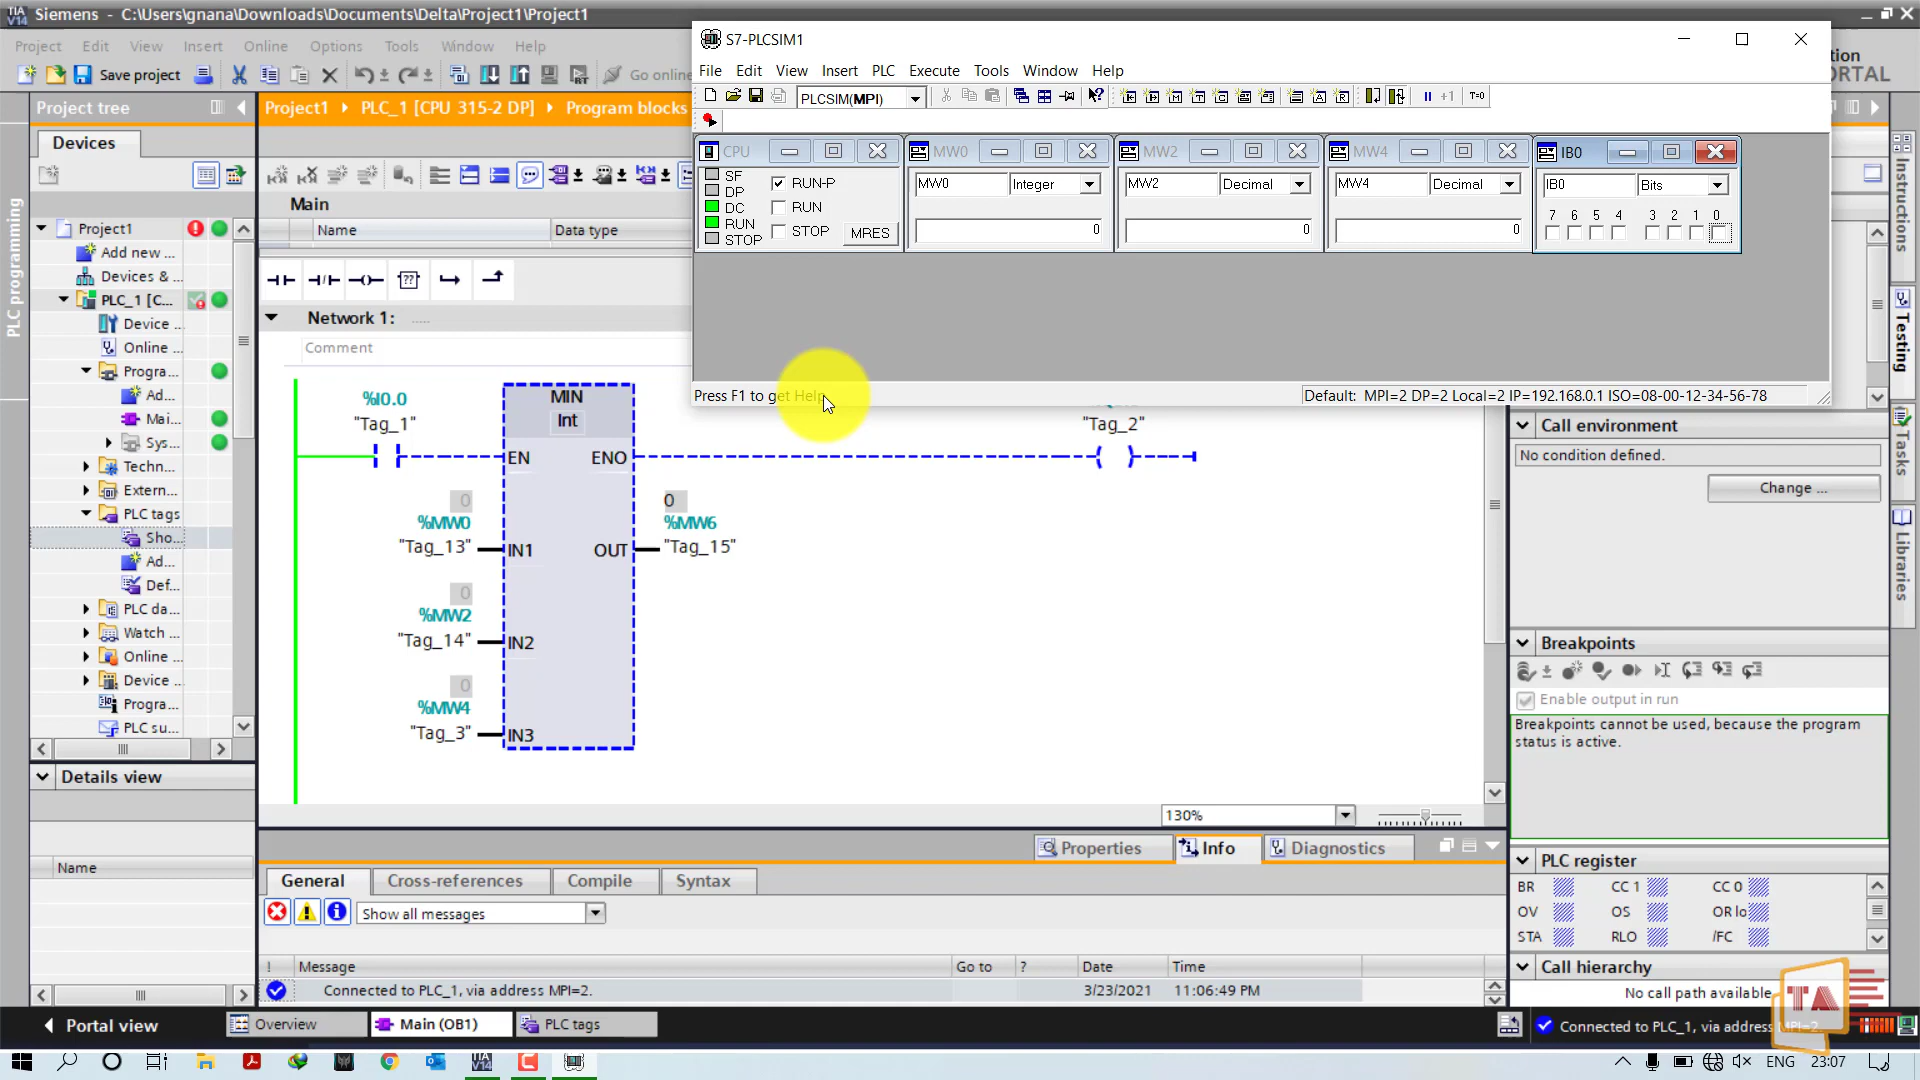 Siemens - C:\Users\gnana\Downloads\Documents\Delta\Project1\Project1
Project Edit View Insert Online Options Tools Window Help
Save project
Go online
PORTAL
Project tree
Project1 PLC_1 [CPU 315-2 DP] Program blocks
Devices
PLC programming
Project1
Add new ...
Devices & ...
PLC_1 [C...
Device ...
Online ...
Progra...
Ad...
Mai...
Sys...
Techn...
Extern...
PLC tags
Sho...
Ad...
Def...
PLC da...
Watch ...
Online ...
Device ...
Progra...
PLC su...
Details view
Name
Main
Name Data type
Network 1: .....
Comment
%I0.0
"Tag_1"
MIN
Int
EN ENO
"Tag_2"
0
%MW0
"Tag_13"
IN1
0
%MW6
"Tag_15"
OUT
0
%MW2
"Tag_14"
IN2
0
%MW4
"Tag_3"
IN3
130%
S7-PLCSIM1
File Edit View Insert PLC Execute Tools Window Help
PLCSIM(MPI)
+1 T=0
CPU
SF
DP
DC
RUN
STOP
RUN-P
RUN
STOP
MRES
MW0
MW0 Integer
0
MW2
MW2 Decimal
0
MW4
MW4 Decimal
0
IB0
IB0 Bits
7 6 5 4 3 2 1 0
Press F1 to get Help.
Default: MPI=2 DP=2 Local=2 IP=192.168.0.1 ISO=08-00-12-34-56-78
Call environment
No condition defined.
Change ...
Breakpoints
Enable output in run
Breakpoints cannot be used, because the program
status is active.
PLC register
BR CC 1 CC 0
OV OS OR lo
STA RLO /FC
Call hierarchy
No call path available
Instructions
Testing
Tasks
Libraries
Properties Info Diagnostics
General Cross-references Compile Syntax
Show all messages
! Message Go to ? Date Time
Connected to PLC_1, via address MPI=2. 3/23/2021 11:06:49 PM
Portal view Overview Main (OB1) PLC tags
Connected to PLC_1, via address MPI=2.
TA
ENG 23:07